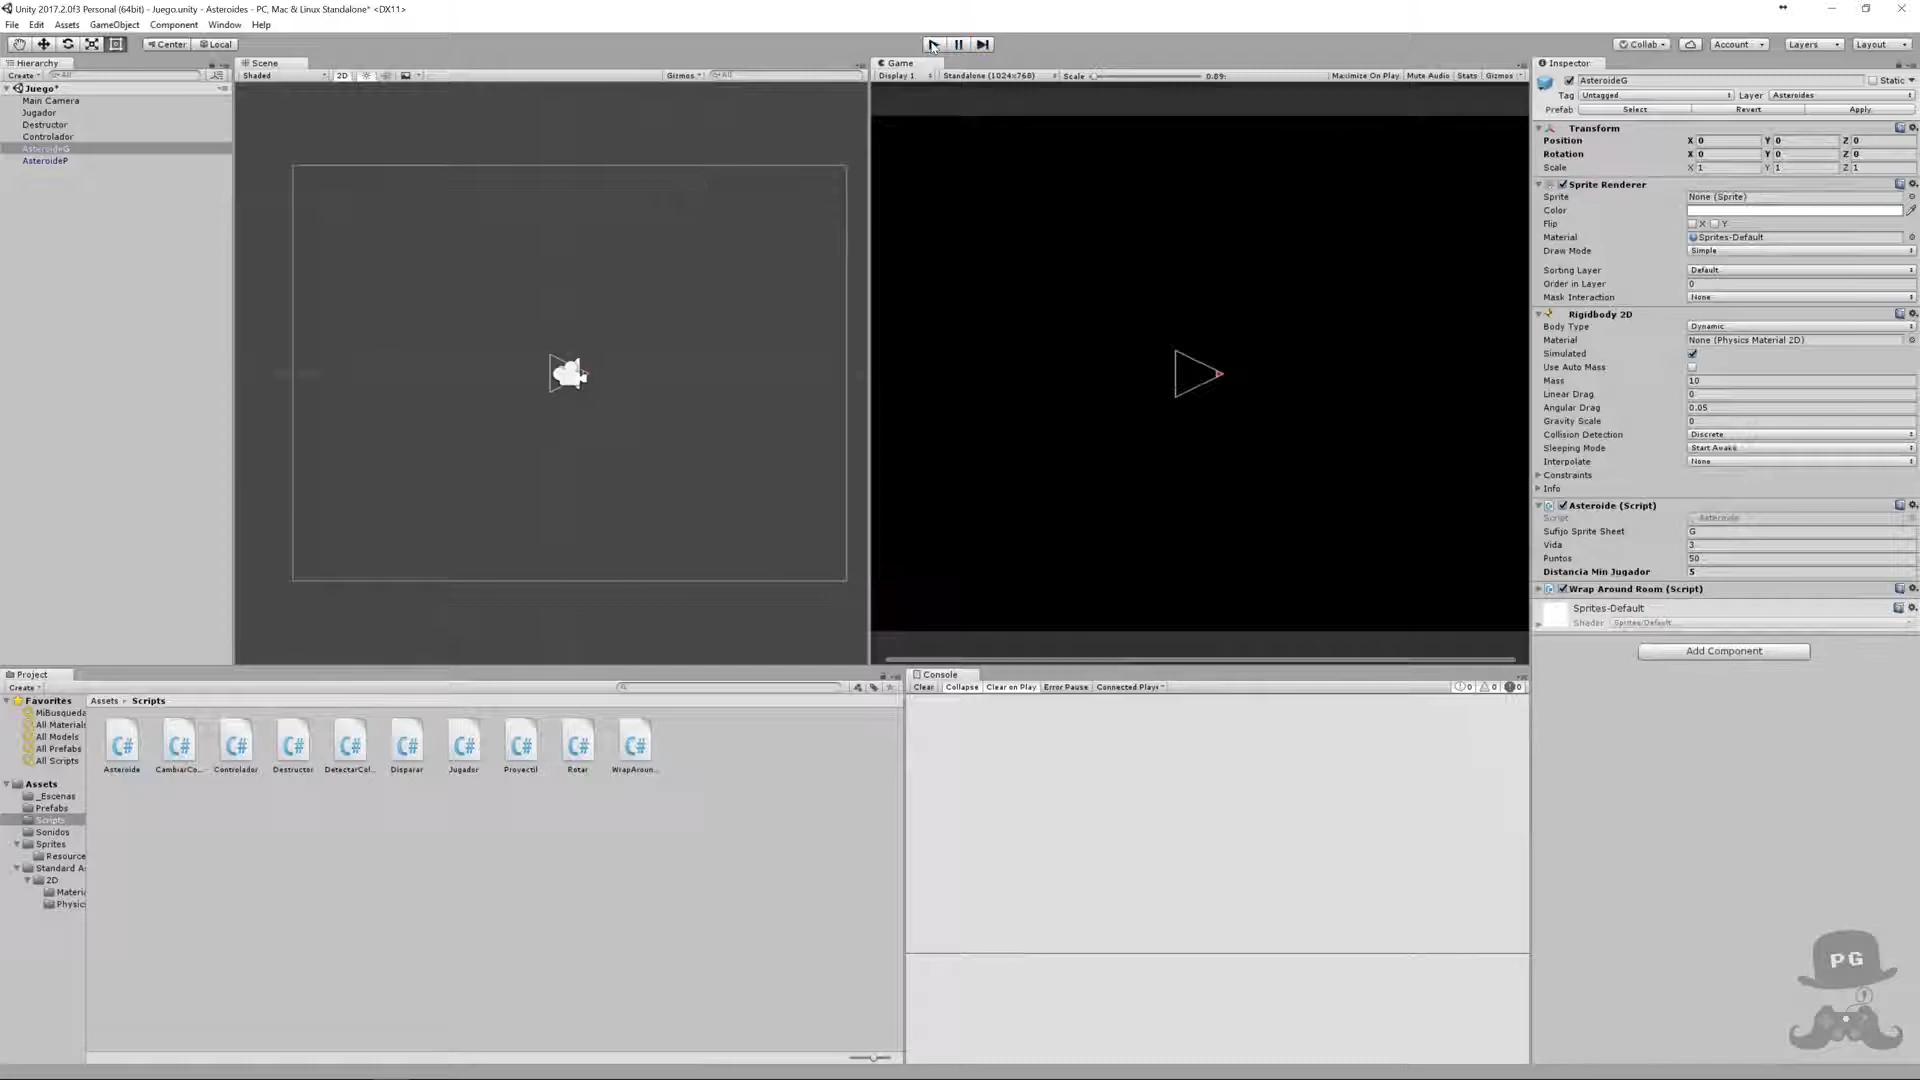 Unity 2017.2.0f3 Personal (64bit) - Juego.unity - Asteroides - PC, Mac & Linux Standalone* <DX11>
File Edit Assets GameObject Component Window Help
Center Local
Collab Account Layers Layout
Hierarchy
Create All
Juego*
Main Camera
Jugador
Destructor
Controlador
AsteroideG
AsteroideP
Scene
Shaded 2D Gizmos All
Game
Display 1 Standalone (1024x768) Scale 0.89: Maximize On Play Mute Audio Stats Gizmos
Inspector
AsteroideG Static
Tag Untagged Layer Asteroides
Prefab Select Revert Apply
Transform
Position X 0 Y 0 Z 0
Rotation X 0 Y 0 Z 0
Scale X 1 Y 1 Z 1
Sprite Renderer
Sprite None (Sprite)
Color
Flip X Y
Material Sprites-Default
Draw Mode Simple
Sorting Layer Default
Order in Layer 0
Mask Interaction None
Rigidbody 2D
Body Type Dynamic
Material None (Physics Material 2D)
Simulated
Use Auto Mass
Mass 10
Linear Drag 0
Angular Drag 0.05
Gravity Scale 0
Collision Detection Discrete
Sleeping Mode Start Awake
Interpolate None
Constraints
Info
Asteroide (Script)
Script Asteroide
Sufijo Sprite Sheet G
Vida 3
Puntos 50
Distancia Min Jugador 5
Wrap Around Room (Script)
Sprites-Default
Shader Sprites/Default
Add Component
Project
Create
Favorites
MiBusqueda
All Materials
All Models
All Prefabs
All Scripts
Assets
_Escenas
Prefabs
Scripts
Sonidos
Sprites
Resource
Standard As
2D
Materia
Physics
Assets Scripts
Asteroide CambiarCo... Controlador Destructor DetectarCol... Disparar Jugador Proyectil Rotar WrapAroun...
Console
Clear Collapse Clear on Play Error Pause Connected Player 0 0 0
PG